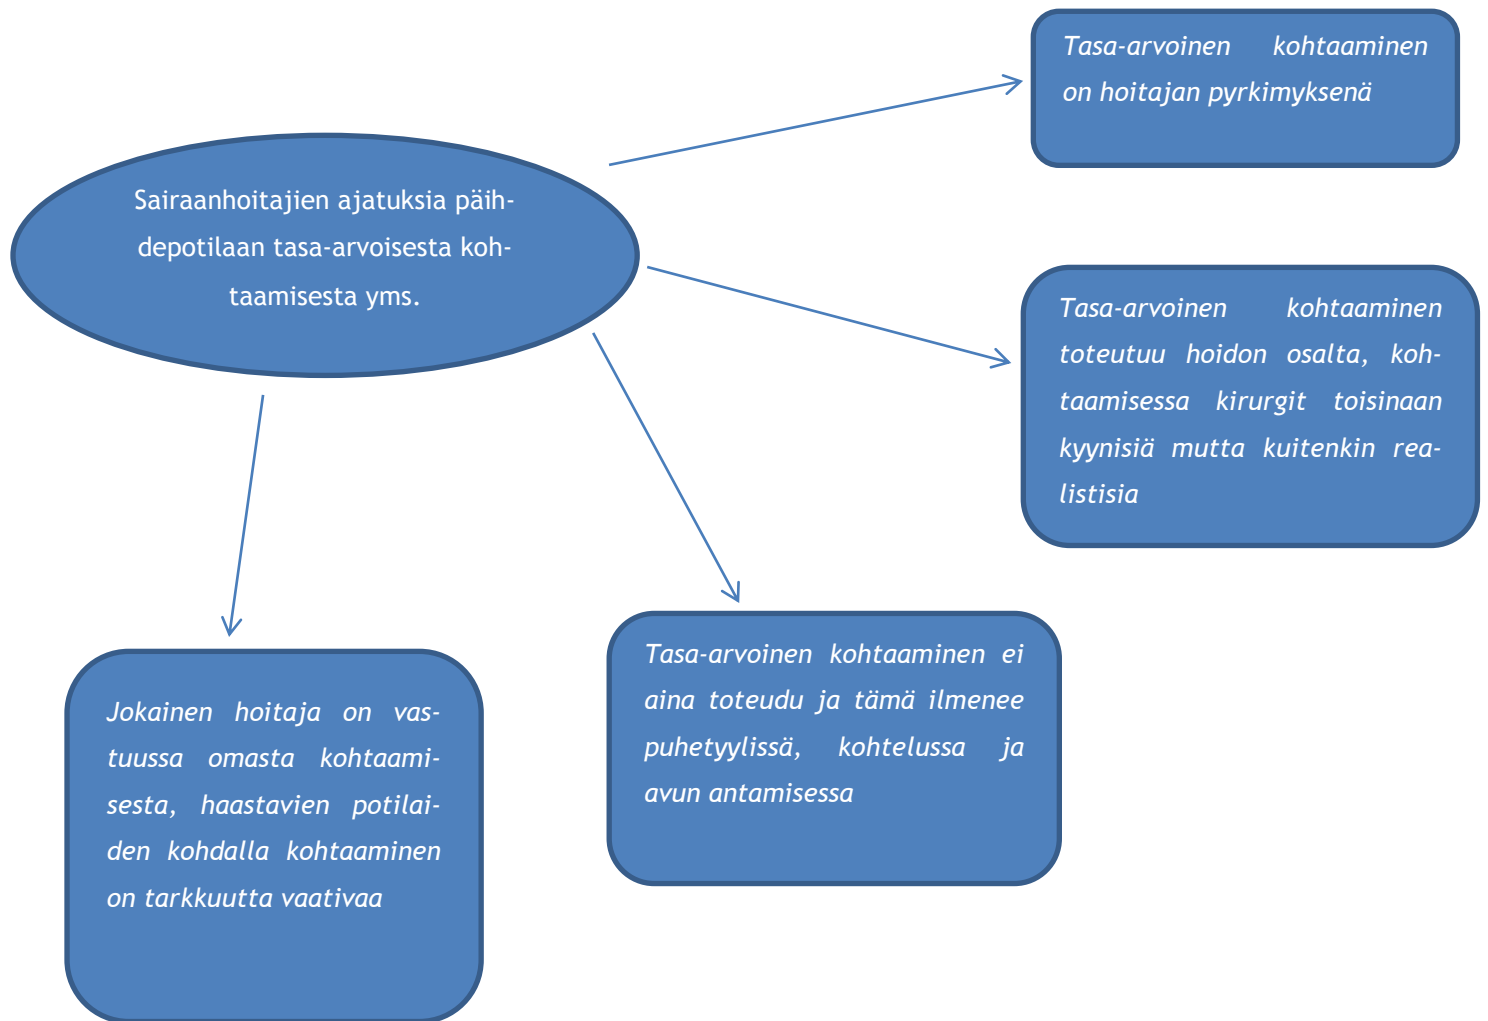 Tasa-arvoinen kohtaaminen
on hoitajan pyrkimyksenä
Sairaanhoitajien ajatuksia päih-
depotilaan tasa-arvoisesta koh-
taamisesta yms.
Tasa-arvoinen kohtaaminen
toteutuu hoidon osalta, koh-
taamisessa kirurgit toisinaan
kyynisiä mutta kuitenkin rea-
listisia
Tasa-arvoinen kohtaaminen ei
aina toteudu ja tämä ilmenee
puhetyylissä, kohtelussa ja
avun antamisessa
Jokainen hoitaja on vas-
tuussa omasta kohtaami-
sesta, haastavien potilai-
den kohdalla kohtaaminen
on tarkkuutta vaativaa